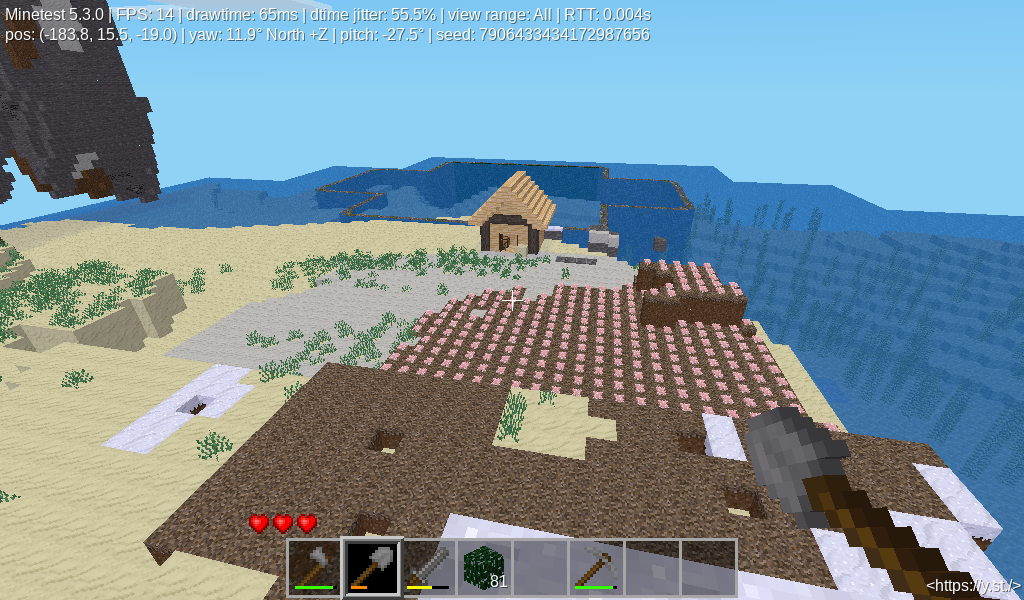 Minetest 5.3.0 | FPS: 14 | drawtime: 65ms | dtime jitter: 55.5% | view range: All | RTT: 0.004s
pos: (-183.8, 15.5, -19.0) | yaw: 11.9° North +Z | pitch: -27.5° | seed: 7906433434172987656
81
<https://y.st./>